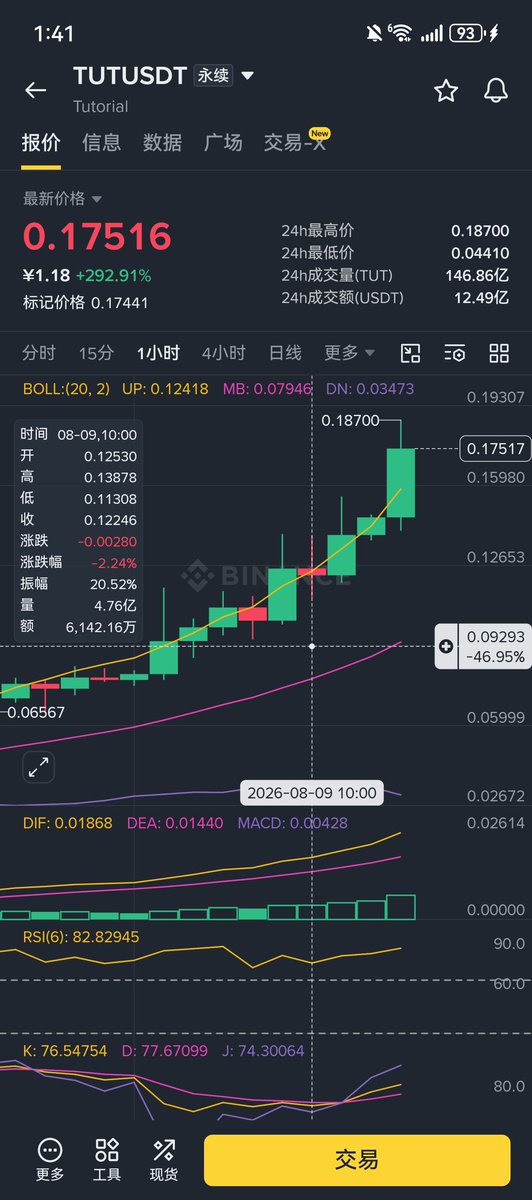 1:41
6
93
TUTUSDT 永续
Tutorial
报价 信息 数据 广场 交易-X New
最新价格
0.17516
¥1.18 +292.91%
标记价格 0.17441
24h最高价 0.18700
24h最低价 0.04410
24h成交量(TUT) 146.86亿
24h成交额(USDT) 12.49亿
分时 15分 1小时 4小时 日线 更多
BOLL:(20, 2) UP: 0.12418 MB: 0.07946 DN: 0.03473
0.19307
0.18700
时间 08-09,10:00
开 0.12530
高 0.13878
低 0.11308
收 0.12246
涨跌 -0.00280
涨跌幅 -2.24%
振幅 20.52%
量 4.76亿
额 6,142.16万
0.17517
0.15980
0.12653
BINANCE
0.09293
-46.95%
0.06567
0.05999
2026-08-09 10:00
0.02672
DIF: 0.01868 DEA: 0.01440 MACD: 0.00428
0.02614
0.00000
RSI(6): 82.82945
90.0
60.0
K: 76.54754 D: 77.67099 J: 74.30064
80.0
更多 工具 现货 交易